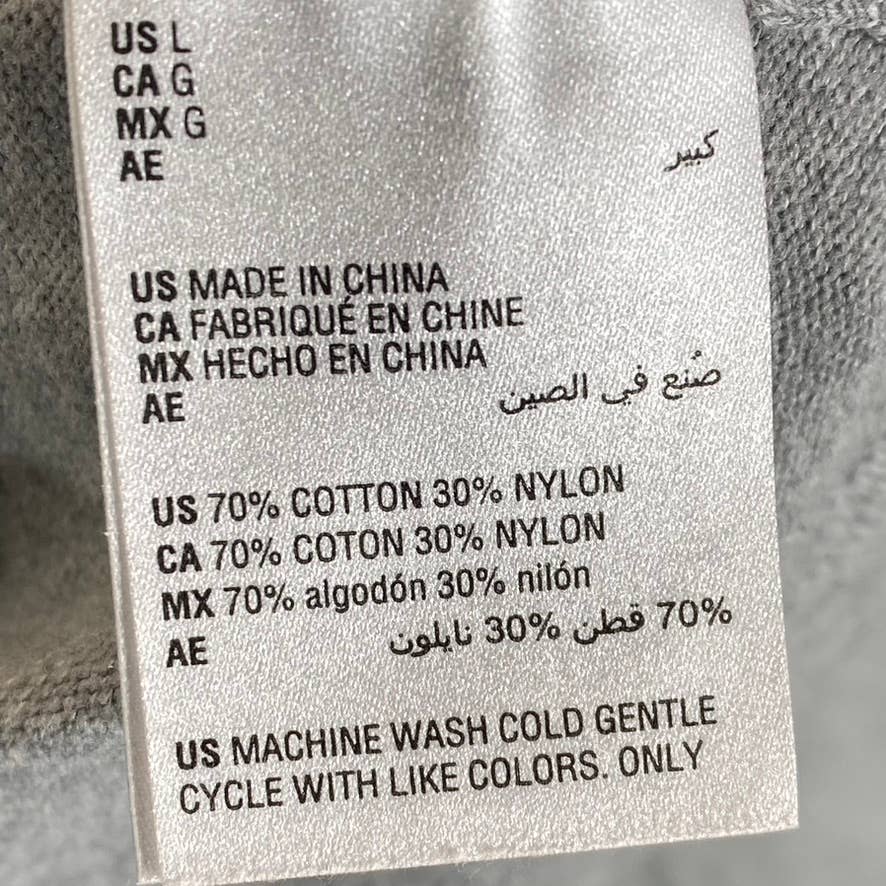 US L
CA G
MX G
AE كبير
US MADE IN CHINA
CA FABRIQUÉ EN CHINE
MX HECHO EN CHINA
AE صُنع في الصين
US 70% COTTON 30% NYLON
CA 70% COTON 30% NYLON
MX 70% algodón 30% nilón
AE 70% قطن 30% نايلون
US MACHINE WASH COLD GENTLE
CYCLE WITH LIKE COLORS. ONLY